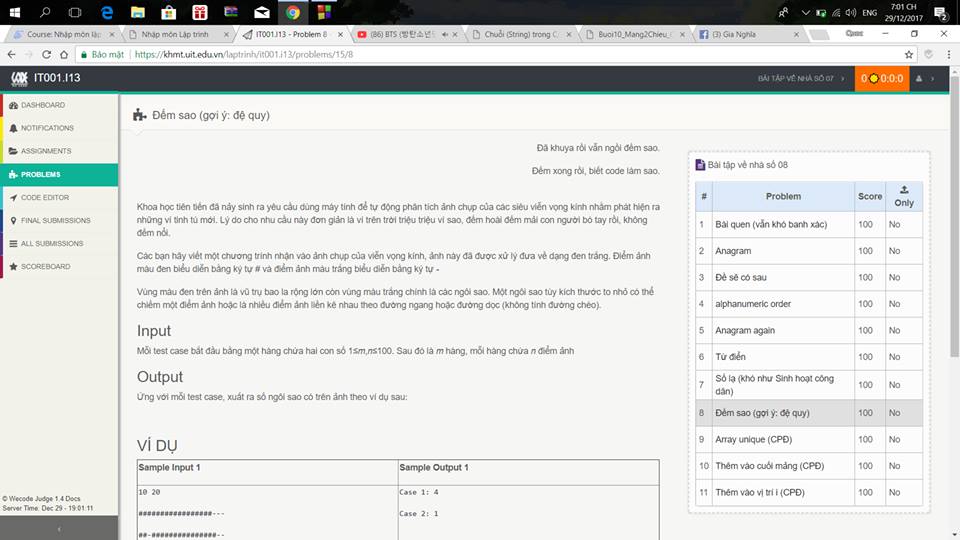 7:01 CH
ENG
29/12/2017
Course: Nhập môn lập
Nhập môn Lập trình
IT001.I13 - Problem 8 -
(86) BTS (방탄소년단
Chuỗi (String) trong C
Buoi10_Mang2Chieu_
(3) Gia Nghĩa
Bảo mật | https://khmt.uit.edu.vn/laptrinh/it001.i13/problems/15/8
IT001.I13
BÀI TẬP VỀ NHÀ SỐ 07
0:0:0
DASHBOARD
NOTIFICATIONS
ASSIGNMENTS
PROBLEMS
CODE EDITOR
FINAL SUBMISSIONS
ALL SUBMISSIONS
SCOREBOARD
© Wecode Judge 1.4 Docs
Server Time: Dec 29 - 19:01:11
Đếm sao (gợi ý: đệ quy)
Đã khuya rồi vẫn ngồi đếm sao.
Đếm xong rồi, biết code làm sao.
Khoa học tiên tiến đã nảy sinh ra yêu cầu dùng máy tính để tự động phân tích ảnh chụp của các siêu viễn vọng kính nhằm phát hiện ra
những vì tinh tú mới. Lý do cho nhu cầu này đơn giản là vì trên trời triệu triệu vì sao, đếm hoài đếm mãi con người bó tay rồi, không
đếm nổi.
Các bạn hãy viết một chương trính nhận vào ảnh chụp của viễn vọng kính, ảnh này đã được xử lý đưa về dạng đen trắng. Điểm ảnh
màu đen biểu diễn bằng ký tự # và điểm ảnh màu trắng biểu diễn bằng ký tự -
Vùng màu đen trên ảnh là vũ trụ bao la rộng lớn còn vùng màu trắng chính là các ngôi sao. Một ngôi sao tùy kích thước to nhỏ có thể
chiếm một điểm ảnh hoặc là nhiều điểm ảnh liền kề nhau theo đường ngang hoặc đường dọc (không tính đường chéo).
Input
Mỗi test case bắt đầu bằng một hàng chứa hai con số 1≤m,n≤100. Sau đó là m hàng, mỗi hàng chứa n điểm ảnh
Output
Ứng với mỗi test case, xuất ra số ngôi sao có trên ảnh theo ví dụ sau:
VÍ DỤ
Sample Input 1 Sample Output 1
10 20 Case 1: 4
#################---
Case 2: 1
##-###############--
Bài tập về nhà số 08
# Problem Score Only
1 Bài quen (vẫn khó banh xác) 100 No
2 Anagram 100 No
3 Đề sẽ có sau 100 No
4 alphanumeric order 100 No
5 Anagram again 100 No
6 Từ điển 100 No
7 Số lạ (khó như Sinh hoạt công dân) 100 No
8 Đếm sao (gợi ý: đệ quy) 100 No
9 Array unique (CPĐ) 100 No
10 Thêm vào cuối mảng (CPĐ) 100 No
11 Thêm vào vị trí i (CPĐ) 100 No